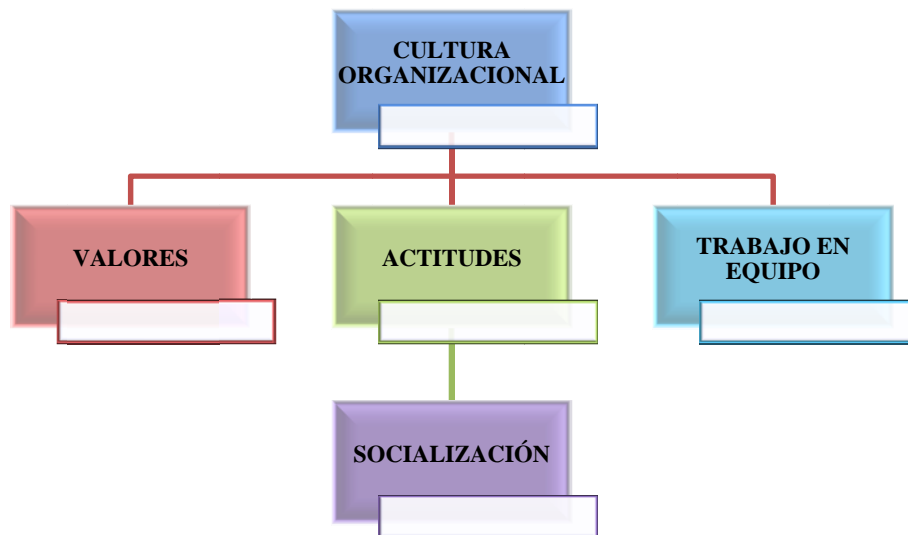 CULTURA
ORGANIZACIONAL
VALORES
ACTITUDES
TRABAJO EN
EQUIPO
SOCIALIZACIÓN